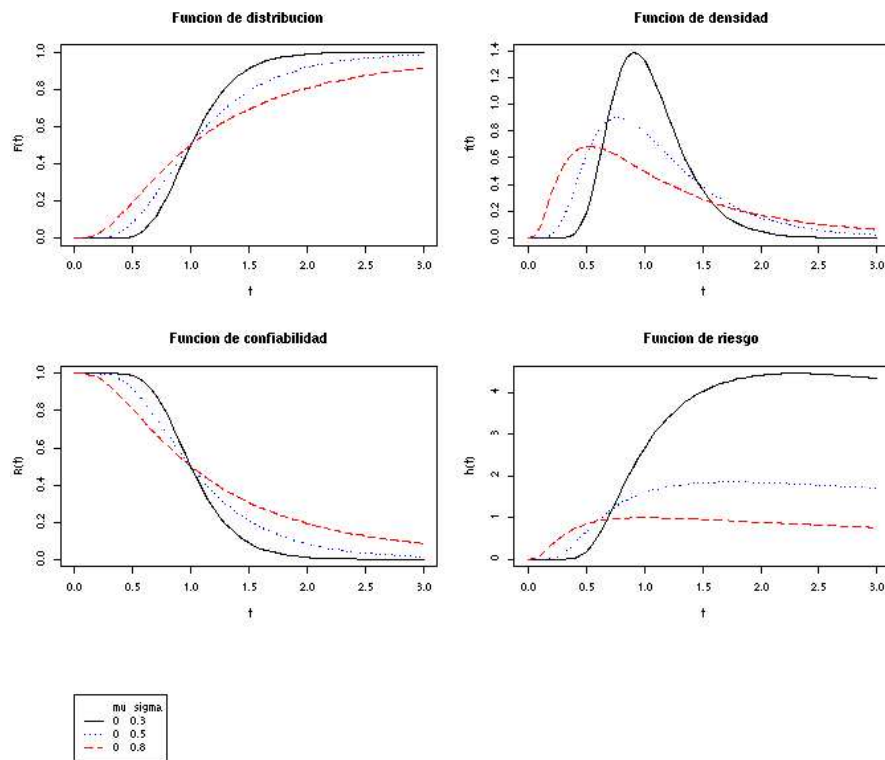 Funcion de distribucion
F(t)
0.0 0.2 0.4 0.6 0.8 1.0
0.0 0.5 1.0 1.5 2.0 2.5 3.0
t
Funcion de densidad
f(t)
0.0 0.2 0.4 0.6 0.8 1.0 1.2 1.4
0.0 0.5 1.0 1.5 2.0 2.5 3.0
t
Funcion de confiabilidad
R(t)
0.0 0.2 0.4 0.6 0.8 1.0
0.0 0.5 1.0 1.5 2.0 2.5 3.0
t
Funcion de riesgo
h(t)
0 1 2 3 4
0.0 0.5 1.0 1.5 2.0 2.5 3.0
t
mu sigma
0 0.3
0 0.5
0 0.8